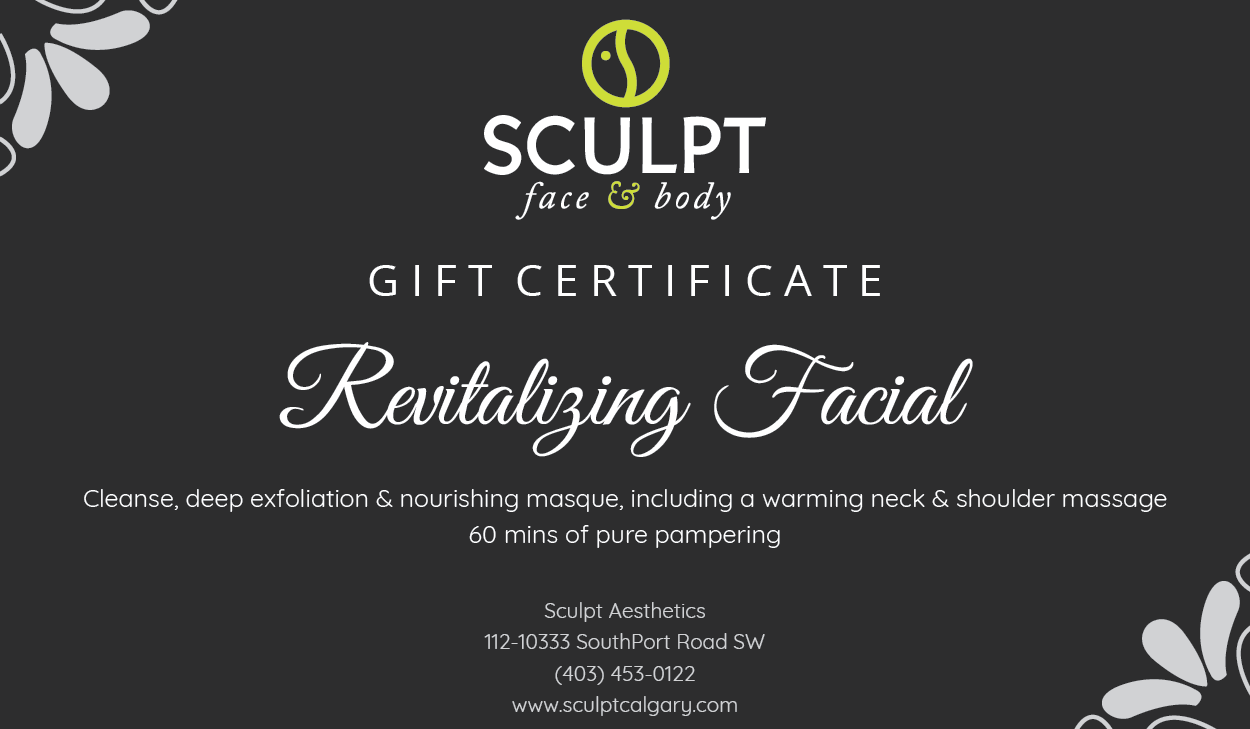 SCULPT
face & body
GIFT CERTIFICATE
Revitalizing Facial
Cleanse, deep exfoliation & nourishing masque, including a warming neck & shoulder massage
60 mins of pure pampering
Sculpt Aesthetics
112-10333 SouthPort Road SW
(403) 453-0122
www.sculptcalgary.com